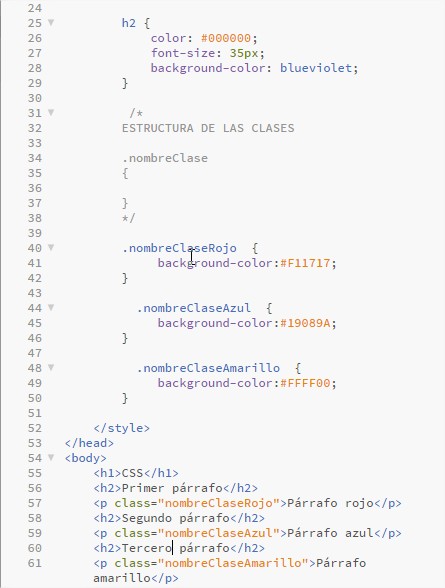 24
25 h2 {
26 color: #000000;
27 font-size: 35px;
28 background-color: blueviolet;
29 }
30
31 /*
32 ESTRUCTURA DE LAS CLASES
33
34 .nombreClase
35 {
36
37 }
38 */
39
40 .nombreClaseRojo {
41 background-color:#F11717;
42 }
43
44 .nombreClaseAzul {
45 background-color:#19089A;
46 }
47
48 .nombreClaseAmarillo {
49 background-color:#FFFF00;
50 }
51
52 </style>
53 </head>
54 <body>
55 <h1>CSS</h1>
56 <h2>Primer párrafo</h2>
57 <p class="nombreClaseRojo">Párrafo rojo</p>
58 <h2>Segundo párrafo</h2>
59 <p class="nombreClaseAzul">Párrafo azul</p>
60 <h2>Tercero párrafo</h2>
61 <p class="nombreClaseAmarillo">Párrafo
amarillo</p>